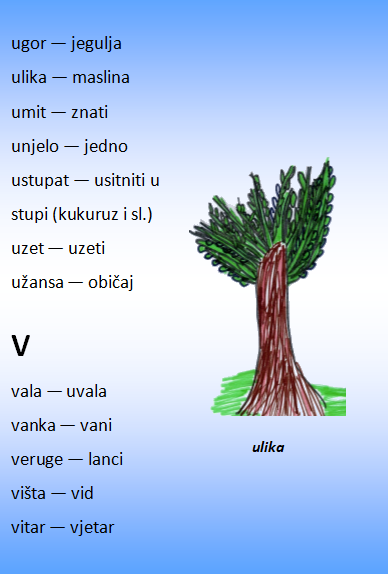 ugor — jegulja
ulika — maslina
umit — znati
unjelo — jedno
ustupat — usitniti u
stupi (kukuruz i sl.)
uzet — uzeti
užansa — običaj
V
vala — uvala
vanka — vani
veruge — lanci
višta — vid
vitar — vjetar
ulika